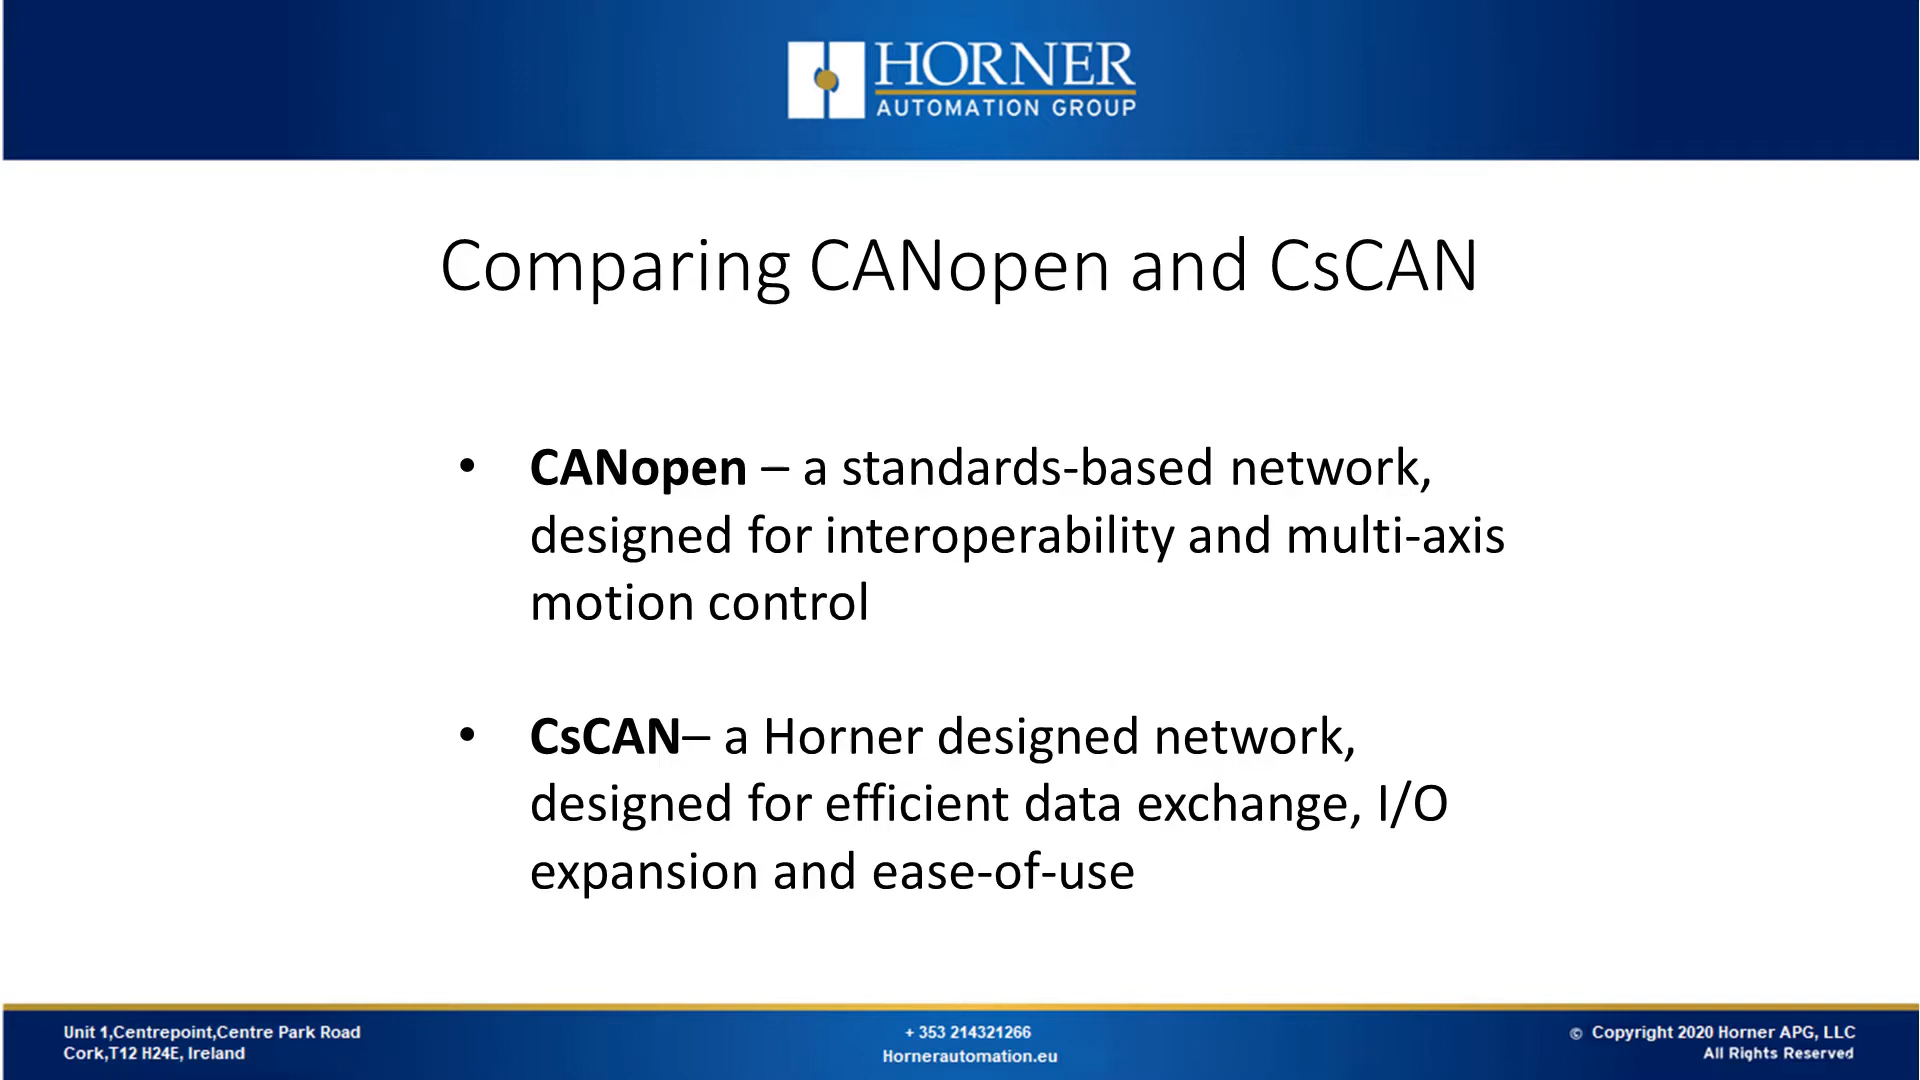 HORNER
AUTOMATION GROUP
Comparing CANopen and CsCAN
• CANopen – a standards-based network,
designed for interoperability and multi-axis
motion control
• CsCAN– a Horner designed network,
designed for efficient data exchange, I/O
expansion and ease-of-use
Unit 1,Centrepoint,Centre Park Road
Cork,T12 H24E, Ireland
+ 353 214321266
Hornerautomation.eu
© Copyright 2020 Horner APG, LLC
All Rights Reserved